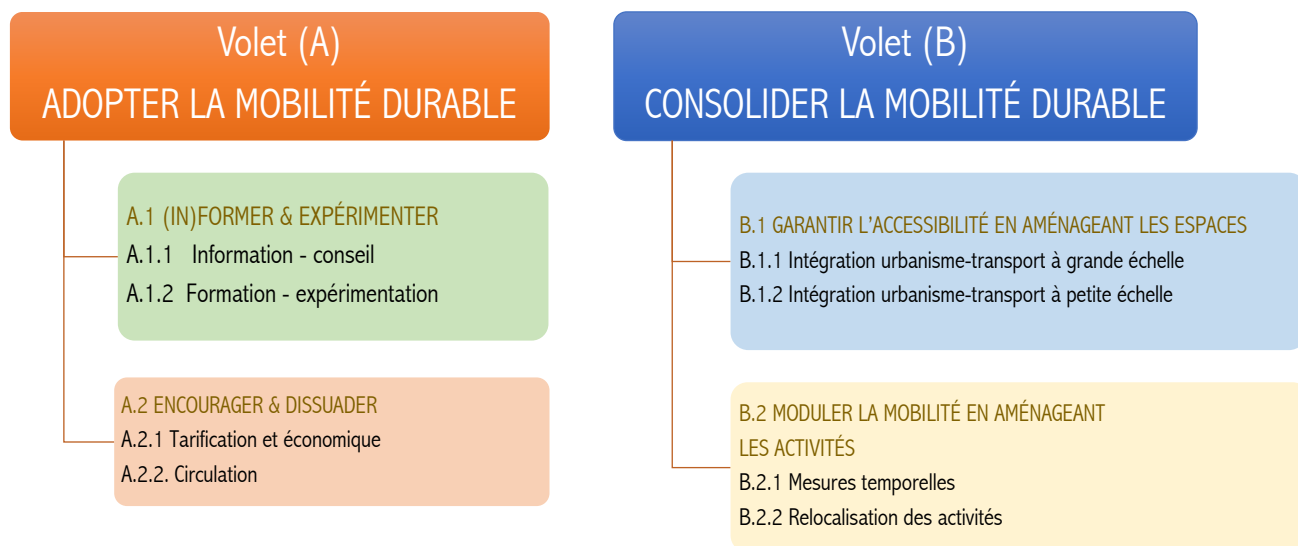 Volet (A)
ADOPTER LA MOBILITÉ DURABLE
A.1 (IN)FORMER & EXPÉRIMENTER
A.1.1 Information - conseil
A.1.2 Formation - expérimentation
A.2 ENCOURAGER & DISSUADER
A.2.1 Tarification et économique
A.2.2. Circulation
Volet (B)
CONSOLIDER LA MOBILITÉ DURABLE
B.1 GARANTIR L'ACCESSIBILITÉ EN AMÉNAGEANT LES ESPACES
B.1.1 Intégration urbanisme-transport à grande échelle
B.1.2 Intégration urbanisme-transport à petite échelle
B.2 MODULER LA MOBILITÉ EN AMÉNAGEANT
LES ACTIVITÉS
B.2.1 Mesures temporelles
B.2.2 Relocalisation des activités